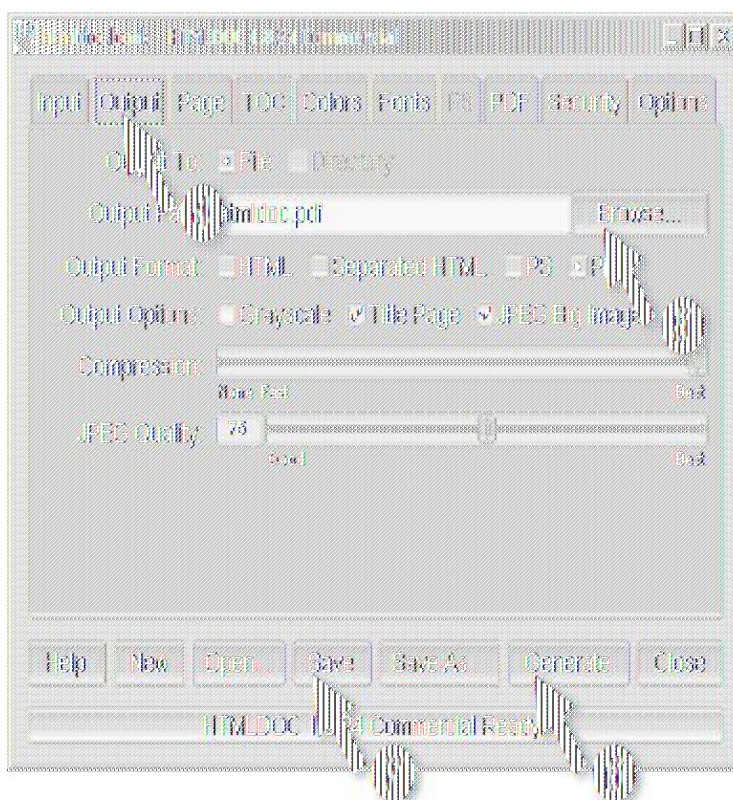 HTMLDOC 1.8.24 Commercial
Input Output Page TOC Colors Fonts PS PDF Security Options
Output To: File Directory
Output htmldoc.pdf Browse...
Output Format: HTML Separated HTML PS
Output Options: Grayscale Title Page JPEG Big Images
Compression:
None Fast Best
JPEG Quality: 75
Good Best
Help New Open... Save Save As... Generate Close
HTMLDOC Commercial Ready